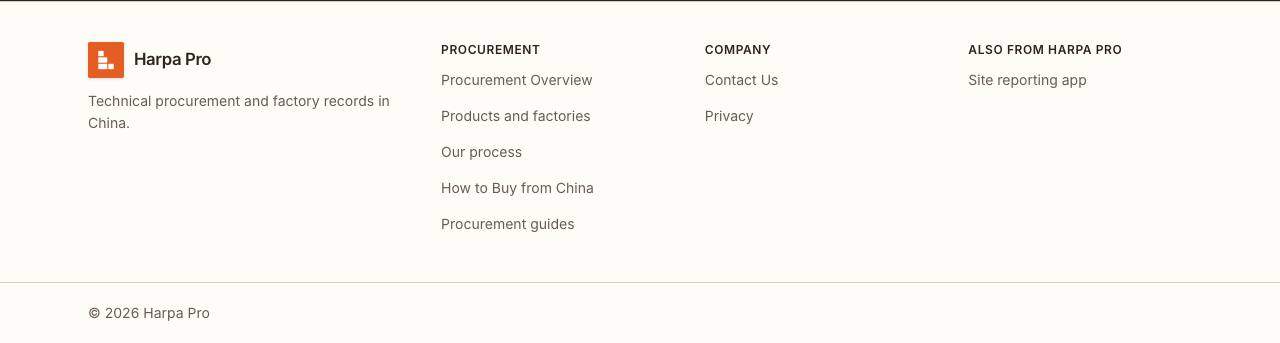 Harpa Pro
Technical procurement and factory records in
China.
PROCUREMENT
Procurement Overview
Products and factories
Our process
How to Buy from China
Procurement guides
COMPANY
Contact Us
Privacy
ALSO FROM HARPA PRO
Site reporting app
© 2026 Harpa Pro